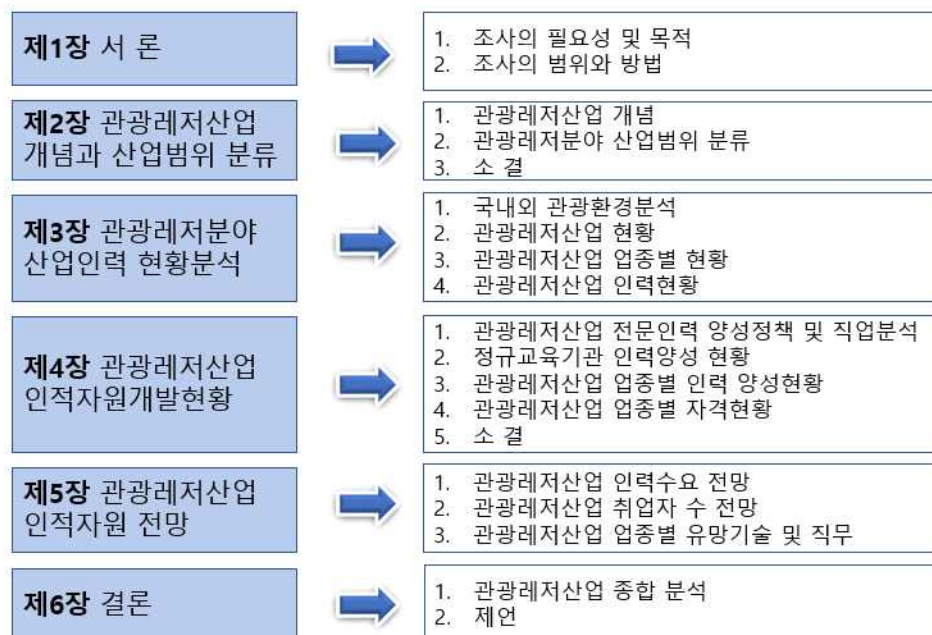 제1장 서 론
1. 조사의 필요성 및 목적
2. 조사의 범위와 방법
제2장 관광레저산업
개념과 산업범위 분류
1. 관광레저산업 개념
2. 관광레저분야 산업범위 분류
3. 소 결
제3장 관광레저분야
산업인력 현황분석
1. 국내외 관광환경분석
2. 관광레저산업 현황
3. 관광레저산업 업종별 현황
4. 관광레저산업 인력현황
제4장 관광레저산업
인적자원개발현황
1. 관광레저산업 전문인력 양성정책 및 직업분석
2. 정규교육기관 인력양성 현황
3. 관광레저산업 업종별 인력 양성현황
4. 관광레저산업 업종별 자격현황
5. 소 결
제5장 관광레저산업
인적자원 전망
1. 관광레저산업 인력수요 전망
2. 관광레저산업 취업자 수 전망
3. 관광레저산업 업종별 유망기술 및 직무
제6장 결론
1. 관광레저산업 종합 분석
2. 제언